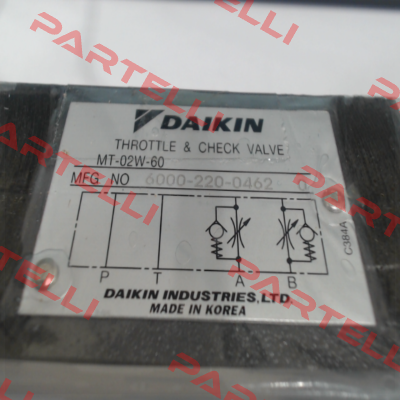 PARTELLI
DAIKIN
THROTTLE & CHECK VALVE
MT-02W-60
MFG NO 6000-220-0462
P T A B
C384A
DAIKIN INDUSTRIES.LTD
MADE IN KOREA
PARTELLI